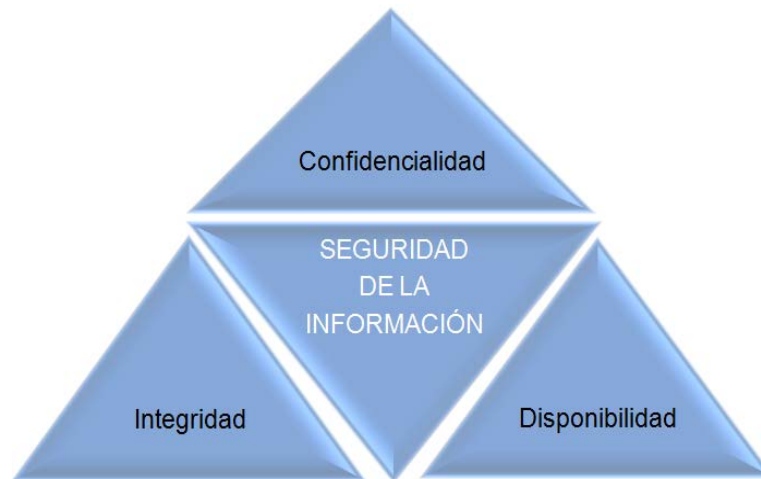 Confidencialidad
SEGURIDAD
DE LA
INFORMACIÓN
Integridad
Disponibilidad